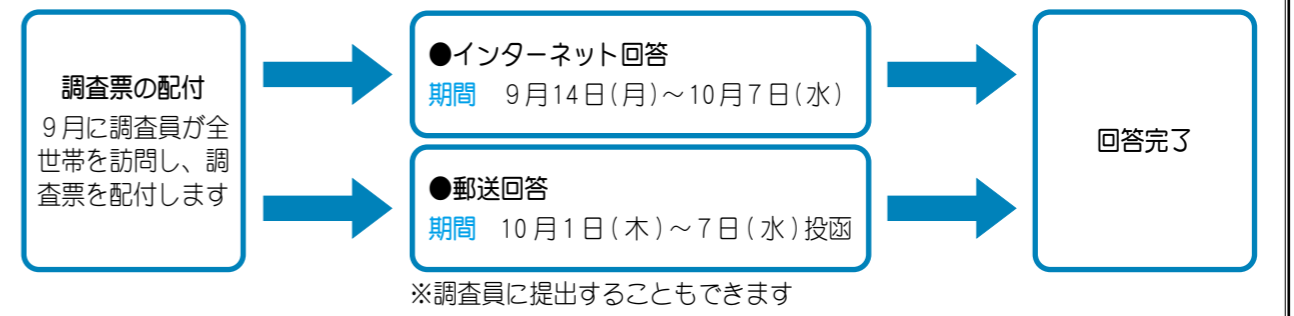 調査票の配付
９月に調査員が全
世帯を訪問し、調
査票を配付します
●インターネット回答
期間　９月14日(月)～10月７日(水)
●郵送回答
期間　10月１日(木)～７日(水)投函
※調査員に提出することもできます
回答完了